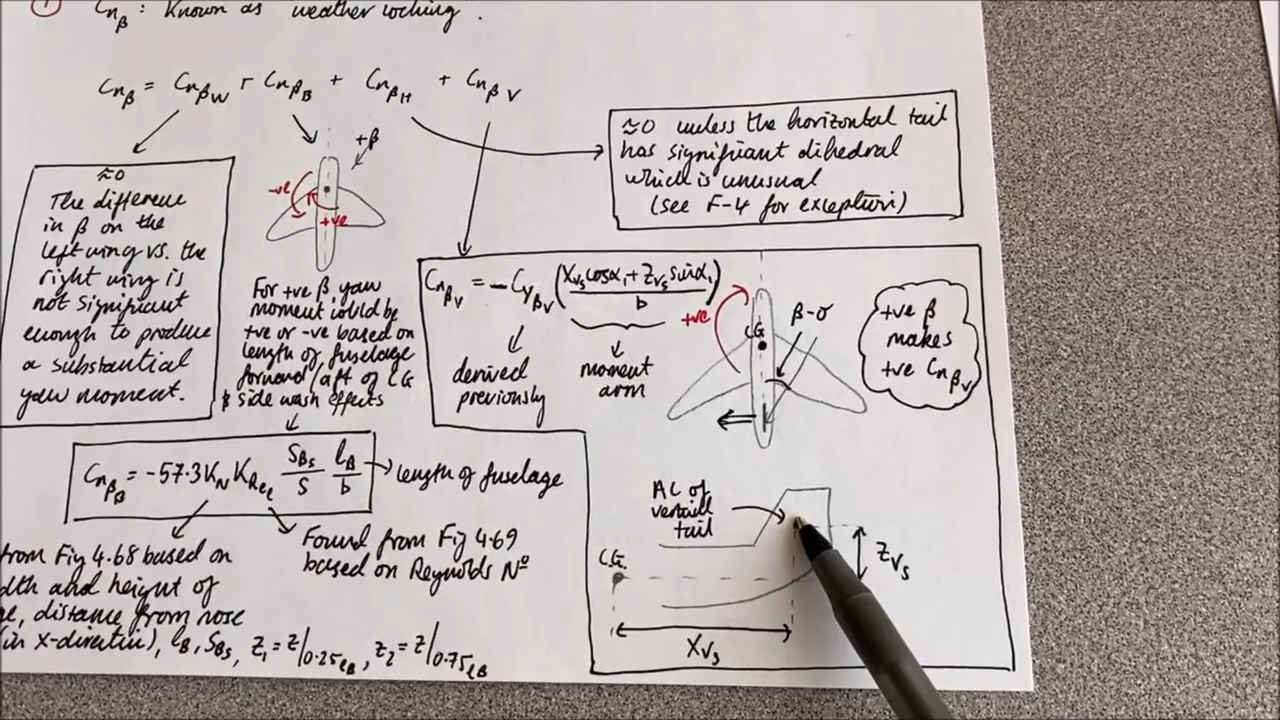 ① Cnβ : Known as weather cocking.
Cnβ = CnβW + CnβB + CnβH + CnβV
≈0
The difference
in β on the
left wing vs. the
right wing is
not significant
enough to produce
a substantial
yaw moment.
+β
-ve
+ve
For +ve β, yaw
moment could be
+ve or -ve based on
length of fuselage
forward/aft of CG
& side wash effects
≈0 unless the horizontal tail
has significant dihedral
which is unusual
(see F-4 for exception)
CnβV = -CyβV (XVs cosα1 + ZVs sinα1 / b)
derived
previously
moment
arm
+ve
CG
β-σ
+ve β
makes
+ve CnβV
CnβB = -57.3 KN KRel SBs/S lB/b → length of fuselage
from Fig 4.68 based on
dth and height of
e, distance from nose
(in X-direction), lB, SBs, z1 = z/0.25lB, z2 = z/0.75lB
Found from Fig 4.69
based on Reynolds Nº
AC of
vertical
tail
C.G.
ZVs
XVs